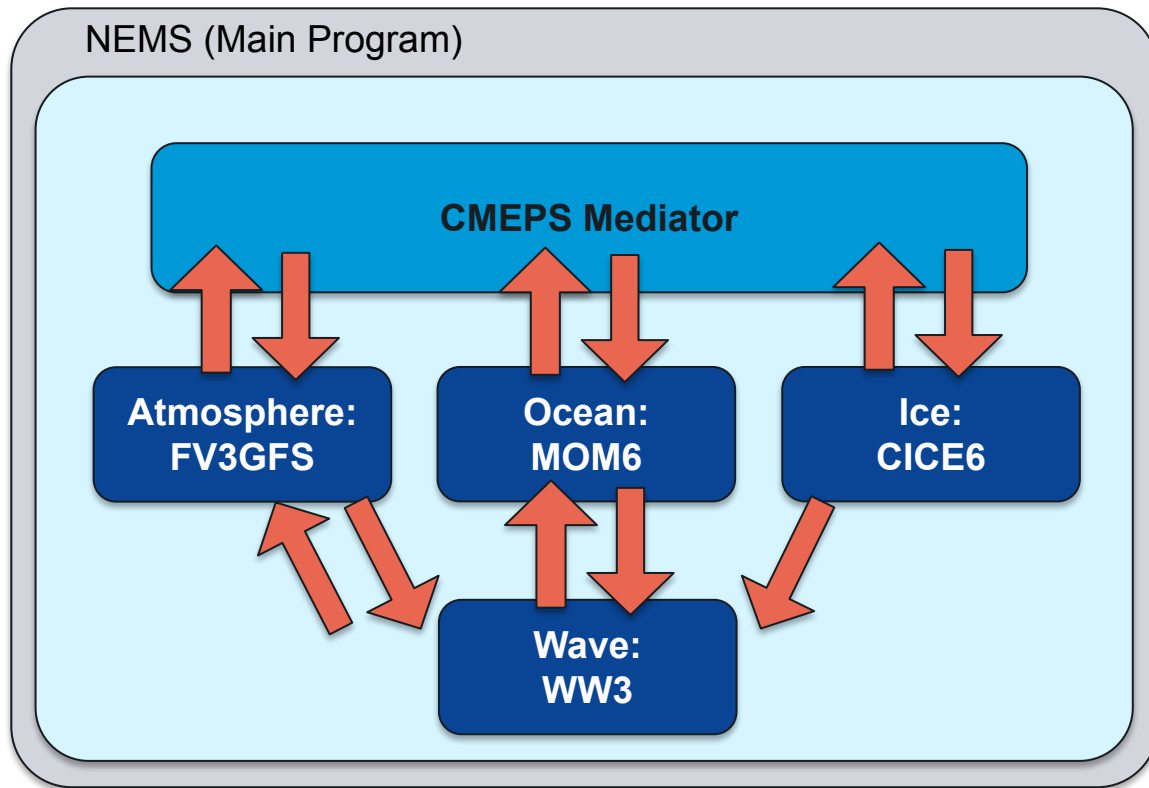 NEMS (Main Program)
CMEPS Mediator
Atmosphere:
FV3GFS
Ocean:
MOM6
Ice:
CICE6
Wave:
WW3